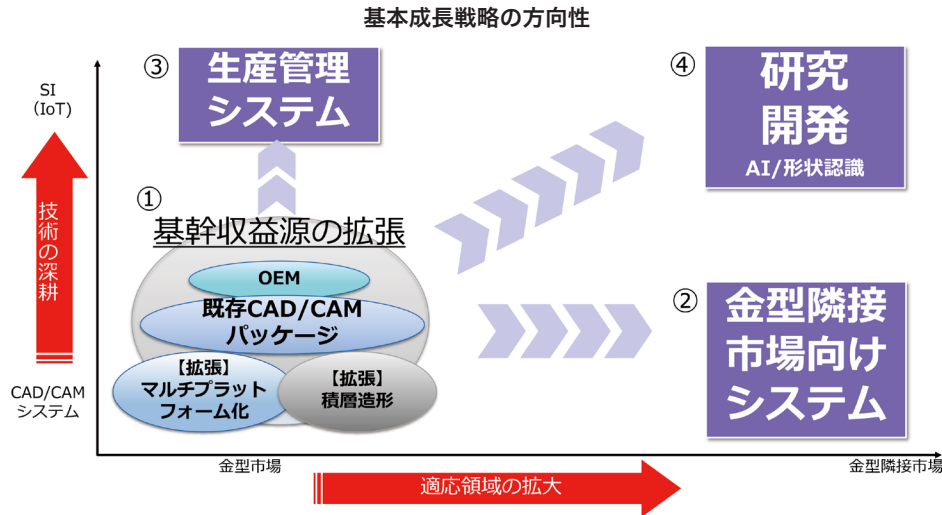 基本成長戦略の方向性
SI
（IoT)
技術の深耕
CAD/CAM
システム
③
生産管理
システム
④
研究
開発
AI/形状認識
①
基幹収益源の拡張
OEM
既存CAD/CAM
パッケージ
【拡張】
マルチプラット
フォーム化
【拡張】
積層造形
②
金型隣接
市場向け
システム
金型市場
金型隣接市場
適応領域の拡大